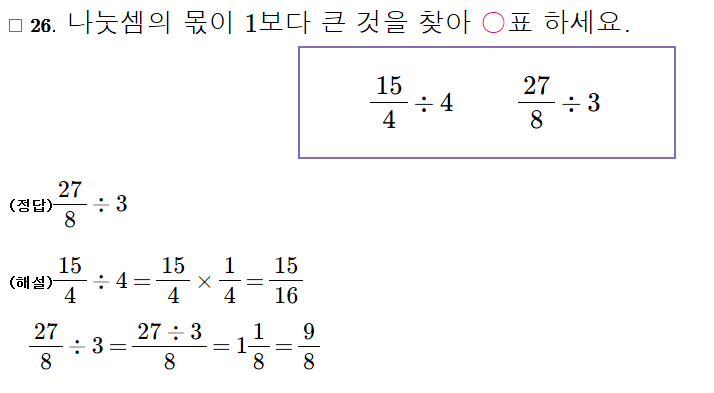 □ 26. 나눗셈의 몫이 1보다 큰 것을 찾아 ○표 하세요.
15/4 ÷ 4 27/8 ÷ 3
(정답) 27/8 ÷ 3
(해설) 15/4 ÷ 4 = 15/4 × 1/4 = 15/16
27/8 ÷ 3 = (27 ÷ 3)/8 = 1 1/8 = 9/8